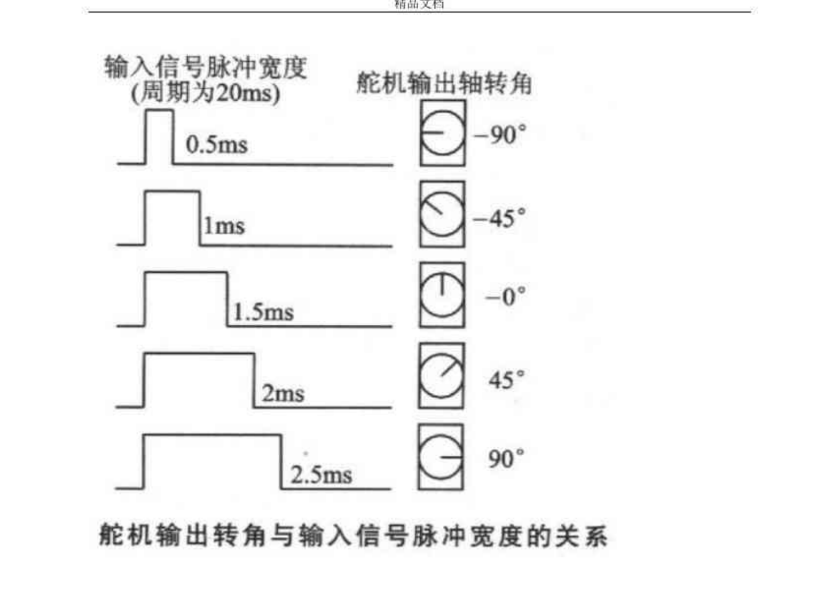 精品文档
输入信号脉冲宽度
(周期为20ms)
舵机输出轴转角
0.5ms
−90°
1ms
−45°
1.5ms
−0°
2ms
45°
2.5ms
90°
舵机输出转角与输入信号脉冲宽度的关系